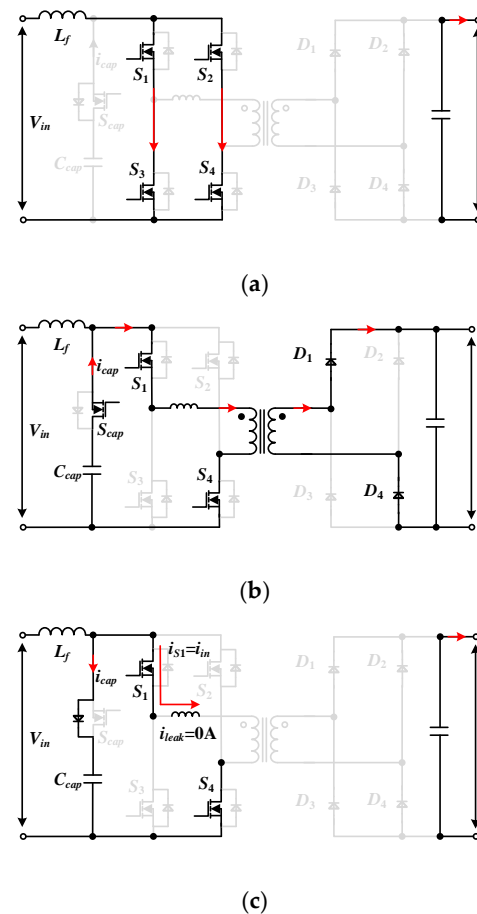 L_f
i_cap
S_1
S_2
D_1
D_2
V_in
S_cap
C_cap
S_3
S_4
D_3
D_4
(a)
L_f
i_cap
S_1
S_2
D_1
D_2
V_in
S_cap
C_cap
S_3
S_4
D_3
D_4
(b)
L_f
i_cap
S_1
i_S1=i_in
S_2
D_1
D_2
V_in
S_cap
i_leak=0A
C_cap
S_3
S_4
D_3
D_4
(c)